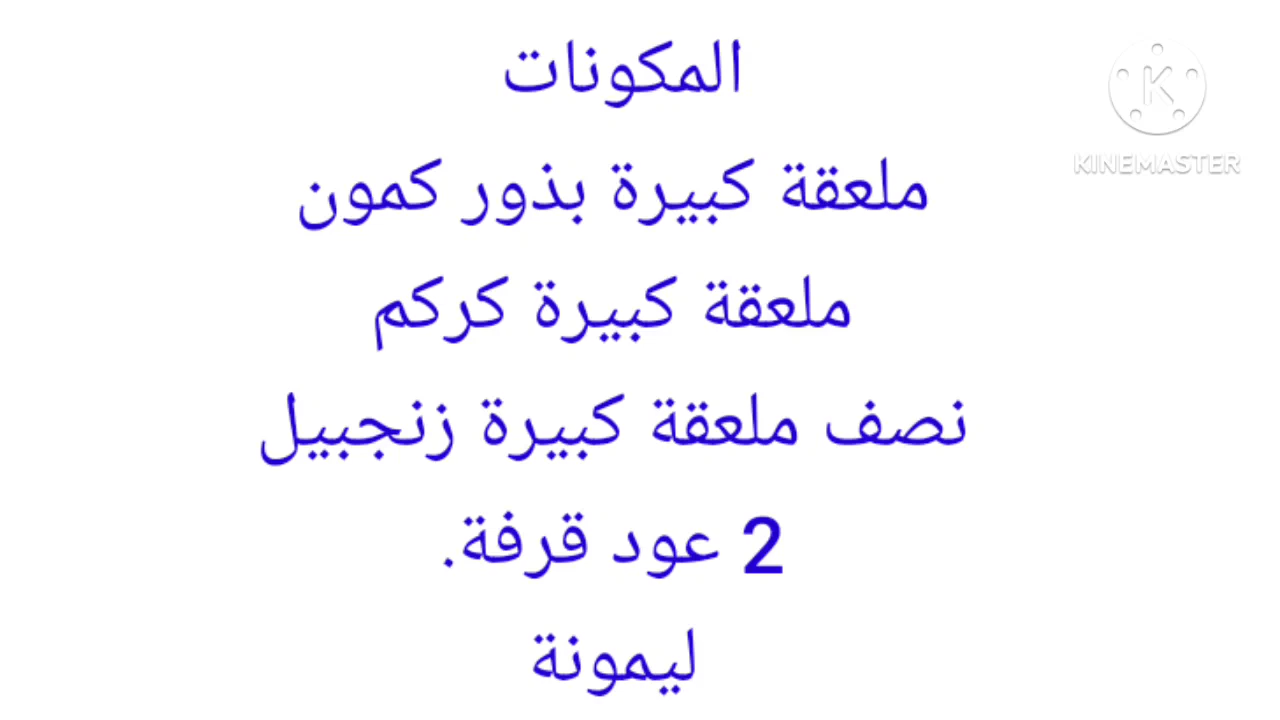 المكونات
ملعقة كبيرة بذور كمون
ملعقة كبيرة كركم
نصف ملعقة كبيرة زنجبيل
2 عود قرفة.
ليمونة
K
KINEMASTER